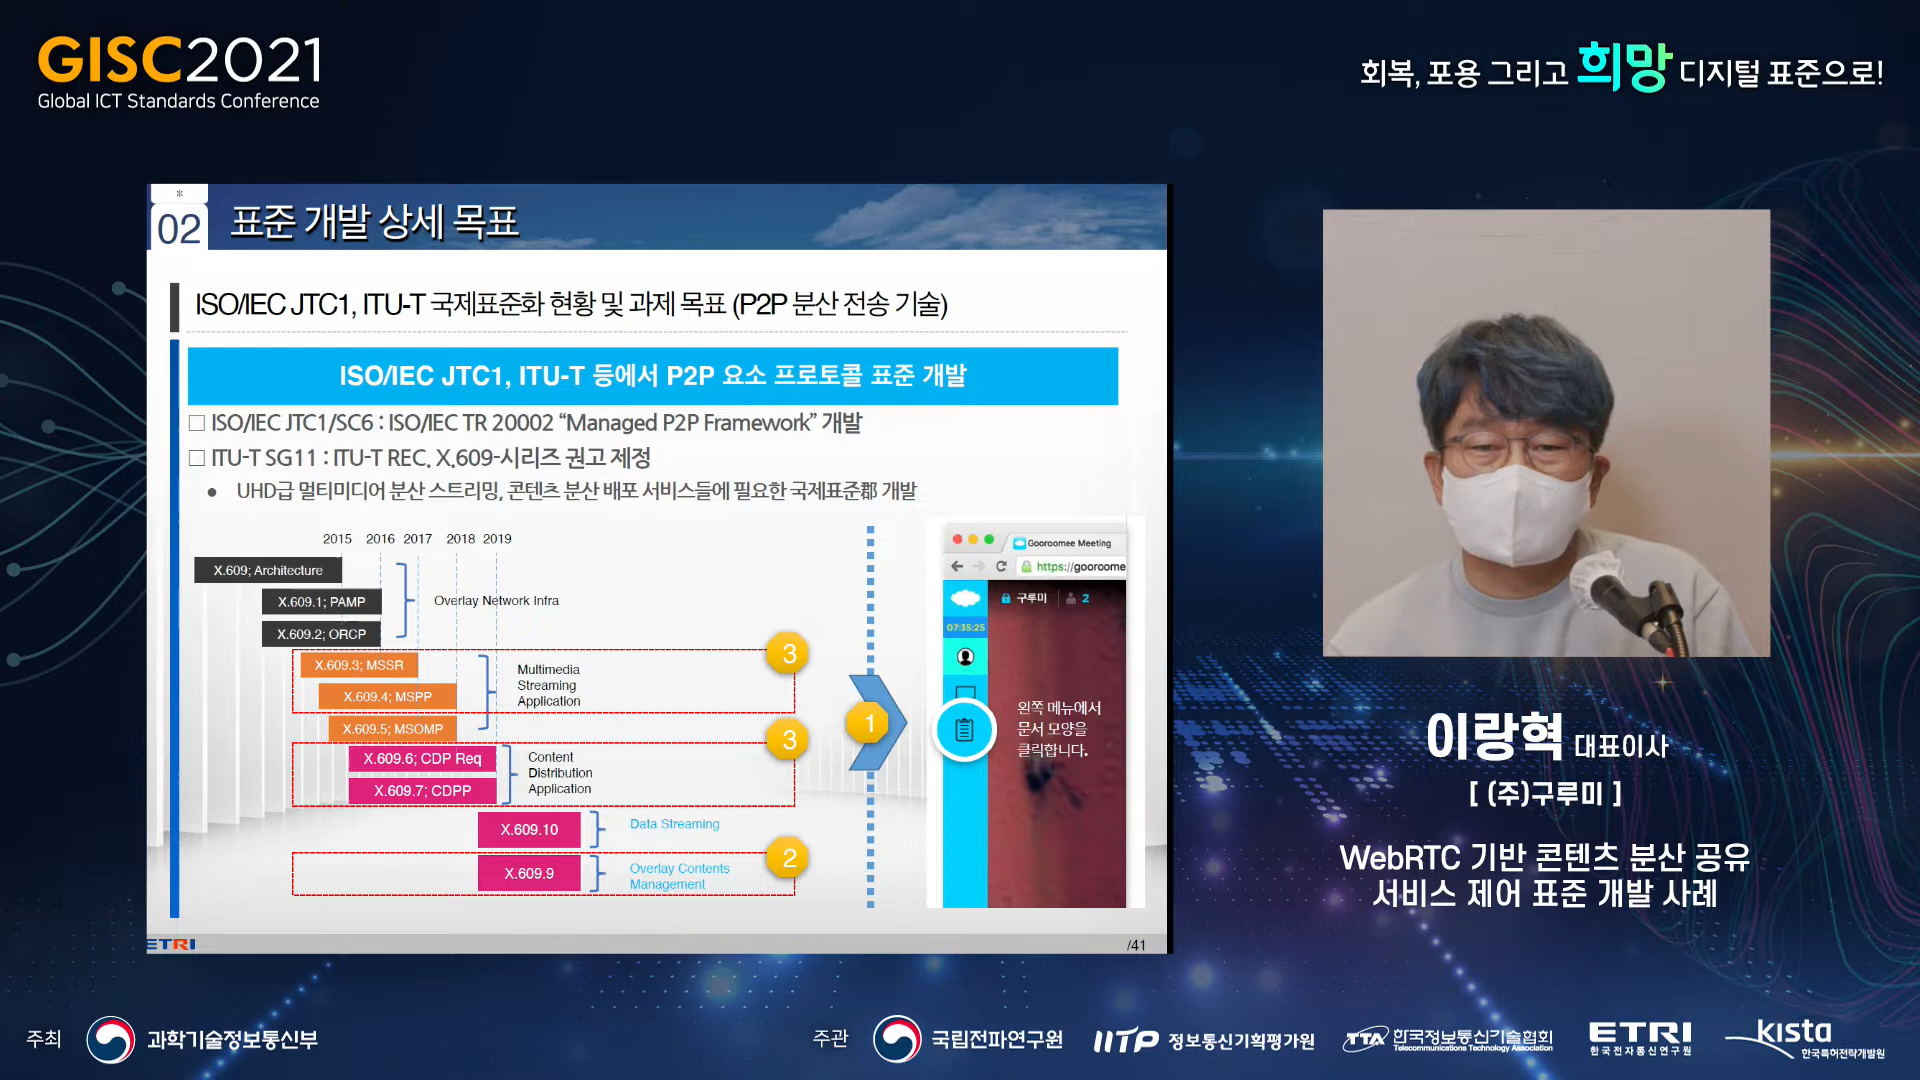 GISC2021
Global ICT Standards Conference
회복, 포용 그리고 희망 디지털 표준으로!
*
02
표준 개발 상세 목표
ISO/IEC JTC1, ITU-T 국제표준화 현황 및 과제 목표 (P2P 분산 전송 기술)
ISO/IEC JTC1, ITU-T 등에서 P2P 요소 프로토콜 표준 개발
□ ISO/IEC JTC1/SC6 : ISO/IEC TR 20002 “Managed P2P Framework” 개발
□ ITU-T SG11 : ITU-T REC. X.609-시리즈 권고 제정
● UHD급 멀티미디어 분산 스트리밍, 콘텐츠 분산 배포 서비스들에 필요한 국제표준郡 개발
2015 2016 2017 2018 2019
X.609; Architecture
X.609.1; PAMP
X.609.2; ORCP
Overlay Network Infra
X.609.3; MSSR
X.609.4; MSPP
X.609.5; MSOMP
Multimedia
Streaming
Application
3
X.609.6; CDP Req
X.609.7; CDPP
Content
Distribution
Application
3
X.609.10
Data Streaming
X.609.9
Overlay Contents
Management
2
1
Gooroomee Meeting
https://goorome
구루미 2
07:35:25
왼쪽 메뉴에서
문서 모양을
클릭합니다.
ETRI
/41
이랑혁 대표이사
[ (주)구루미 ]
WebRTC 기반 콘텐츠 분산 공유
서비스 제어 표준 개발 사례
주최 과학기술정보통신부
주관 국립전파연구원
IITP 정보통신기획평가원
TTA 한국정보통신기술협회
Telecommunications Technology Association
ETRI
한국전자통신연구원
kista
한국특허전략개발원